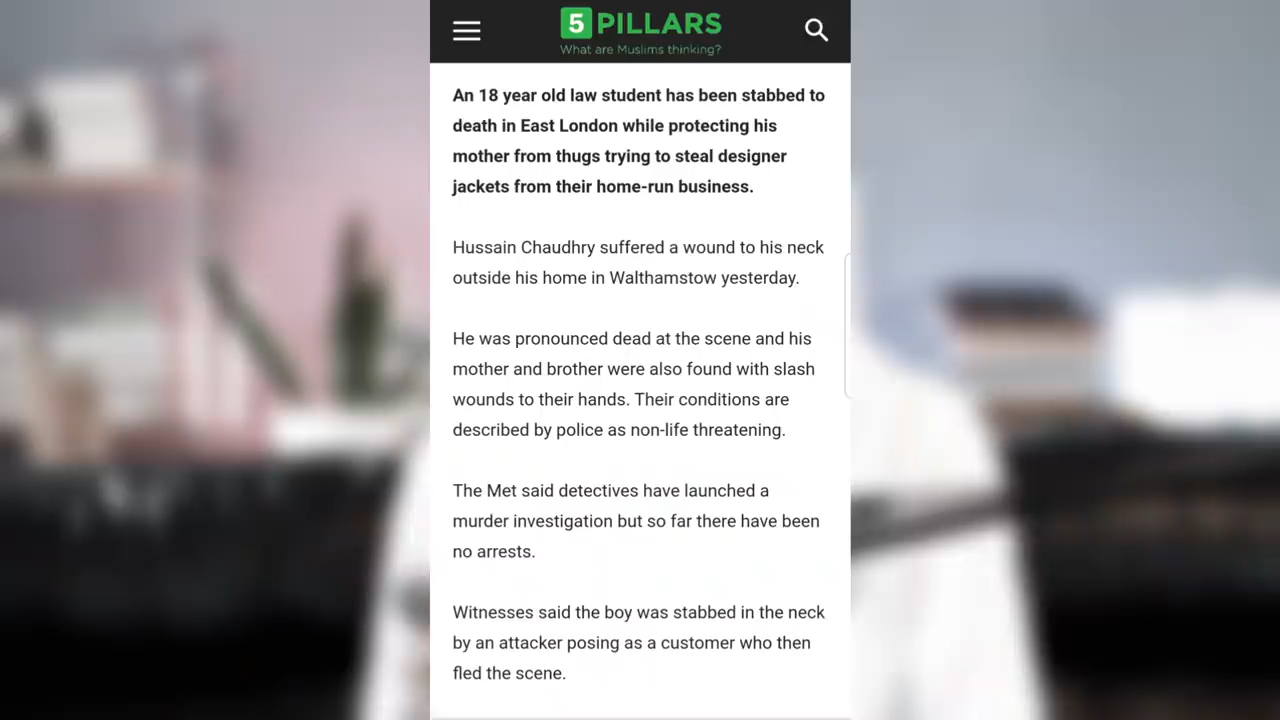 5 PILLARS
What are Muslims thinking?
An 18 year old law student has been stabbed to
death in East London while protecting his
mother from thugs trying to steal designer
jackets from their home-run business.
Hussain Chaudhry suffered a wound to his neck
outside his home in Walthamstow yesterday.
He was pronounced dead at the scene and his
mother and brother were also found with slash
wounds to their hands. Their conditions are
described by police as non-life threatening.
The Met said detectives have launched a
murder investigation but so far there have been
no arrests.
Witnesses said the boy was stabbed in the neck
by an attacker posing as a customer who then
fled the scene.